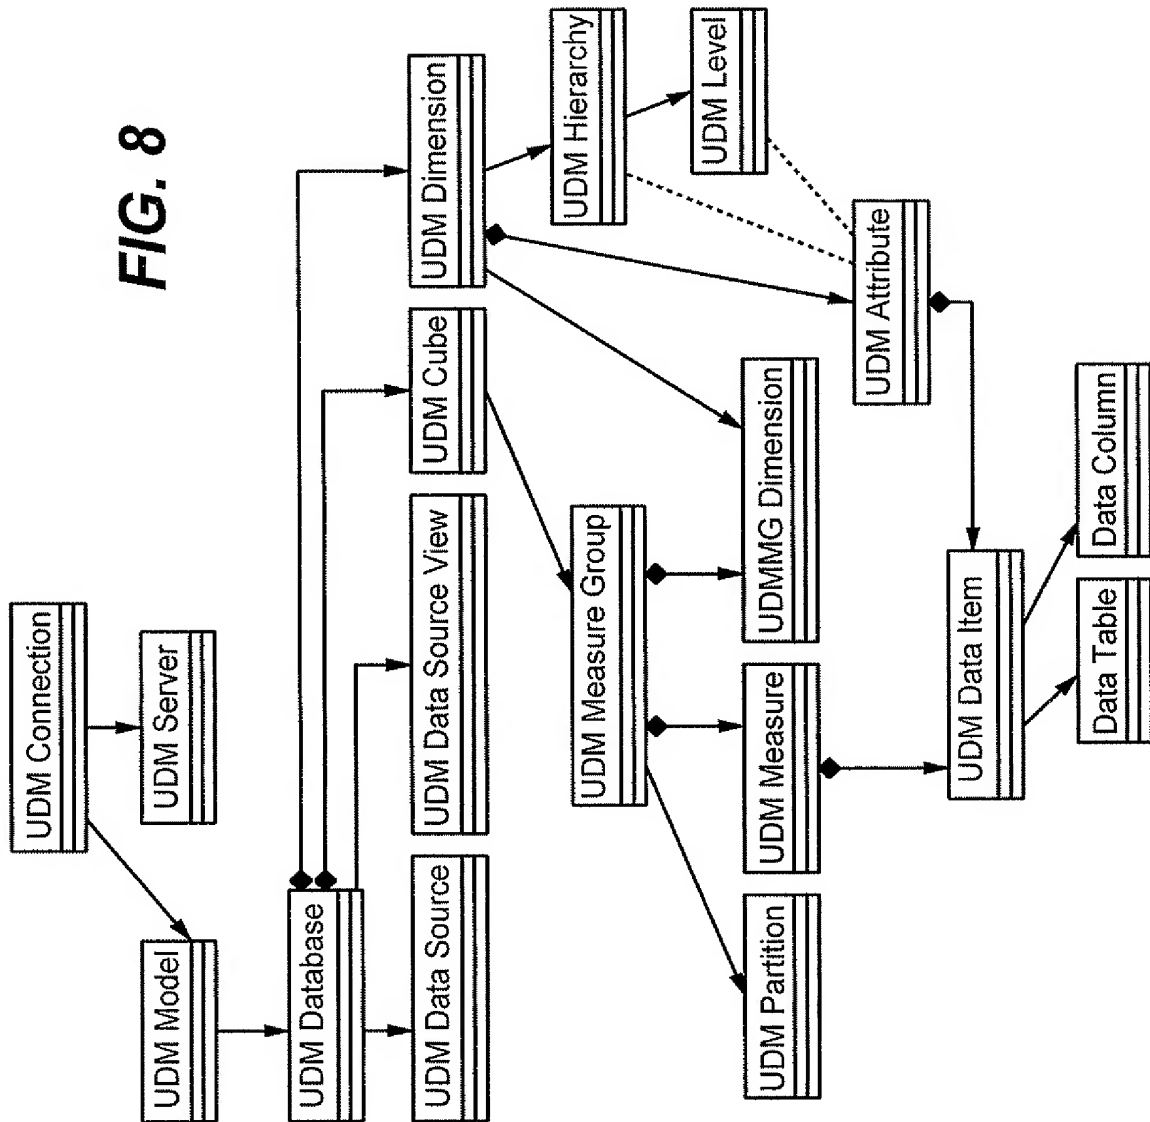 FIG. 8
UDM Connection
UDM Model
UDM Server
UDM Database
UDM Data Source
UDM Data Source View
UDM Cube
UDM Dimension
UDM Hierarchy
UDM Level
UDM Measure Group
UDM Partition
UDM Measure
UDMMG Dimension
UDM Attribute
UDM Data Item
Data Table
Data Column